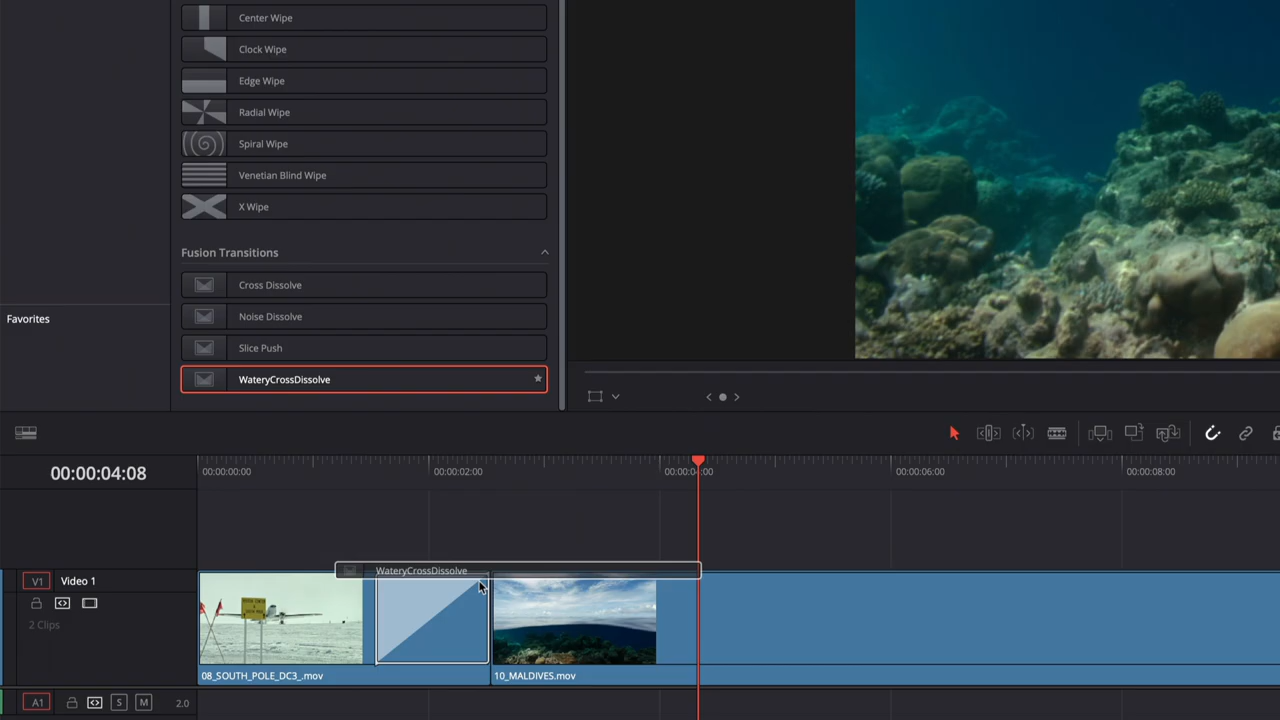 Center Wipe
Clock Wipe
Edge Wipe
Radial Wipe
Spiral Wipe
Venetian Blind Wipe
X Wipe
Fusion Transitions
Cross Dissolve
Noise Dissolve
Slice Push
WateryCrossDissolve
Favorites
00:00:04:08
00:00:00:00
00:00:02:00
00:00:04:00
00:00:06:00
00:00:08:00
WateryCrossDissolve
V1 Video 1
2 Clips
08_SOUTH_POLE_DC3_.mov
10_MALDIVES.mov
A1 S M 2.0